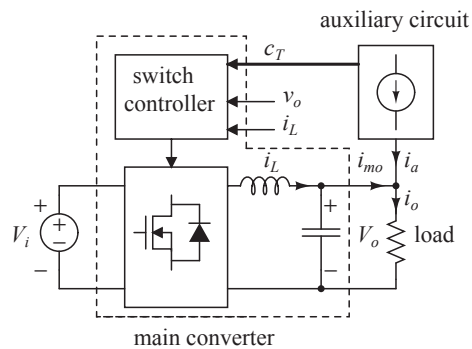 auxiliary circuit
c_T
switch
controller
v_o
i_L
i_L
i_mo
i_a
i_o
+
V_i
+
−
−
+
V_o
−
load
main converter